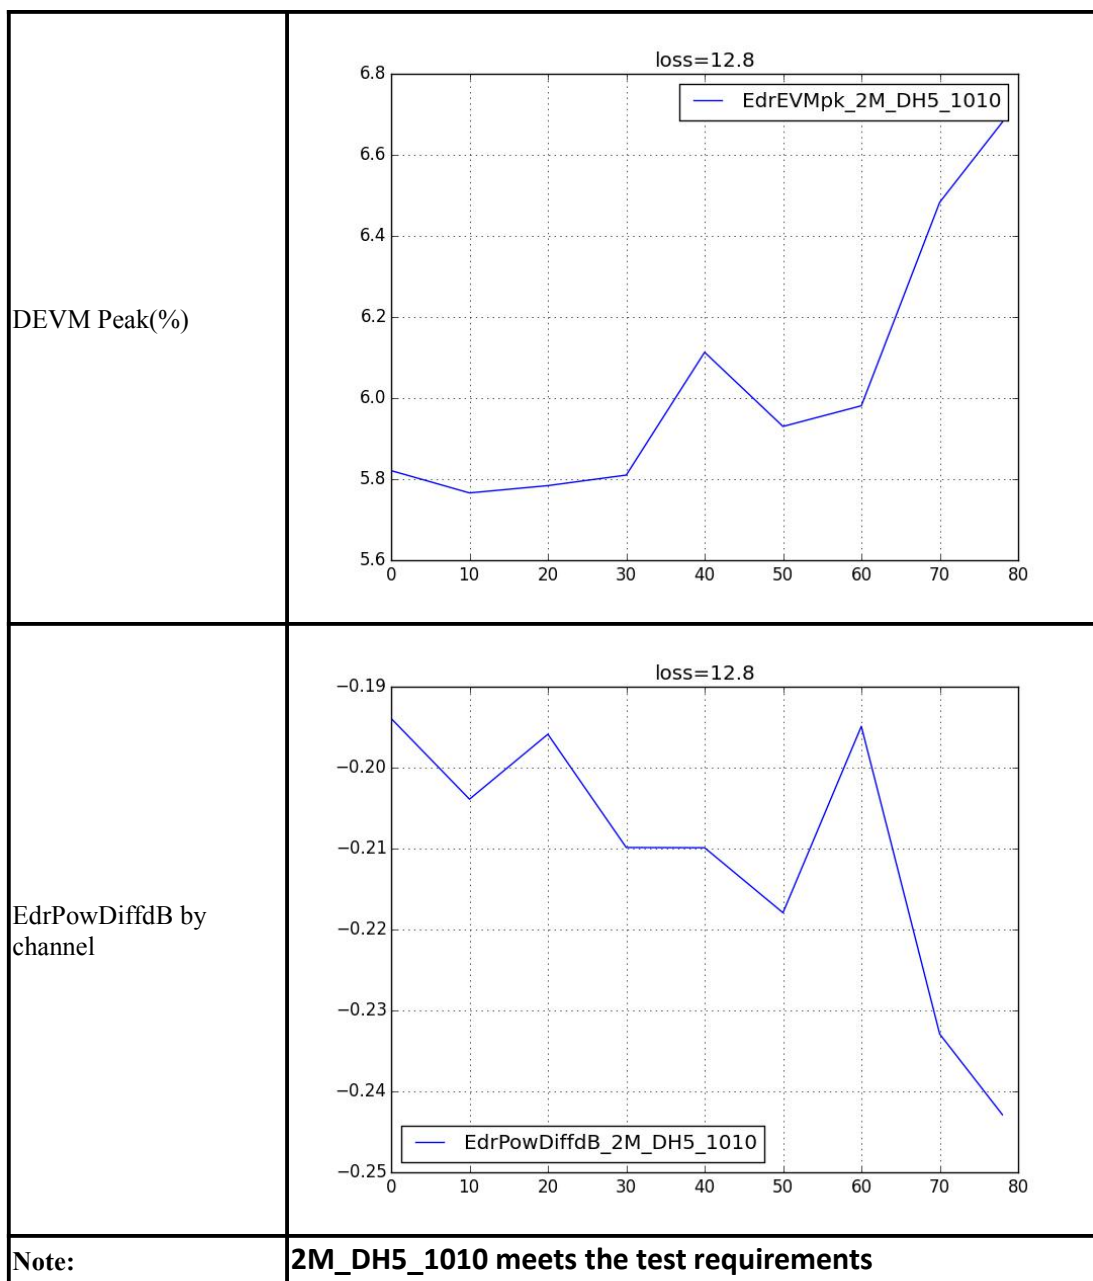 loss=12.8
6.8
EdrEVMpk_2M_DH5_1010
6.6
6.4
DEVM Peak(%)
6.2
6.0
5.8
5.6
0 10 20 30 40 50 60 70 80
loss=12.8
−0.19
−0.20
−0.21
−0.22
EdrPowDiffdB by
channel
−0.23
−0.24
EdrPowDiffdB_2M_DH5_1010
−0.25
0 10 20 30 40 50 60 70 80
Note: 2M_DH5_1010 meets the test requirements